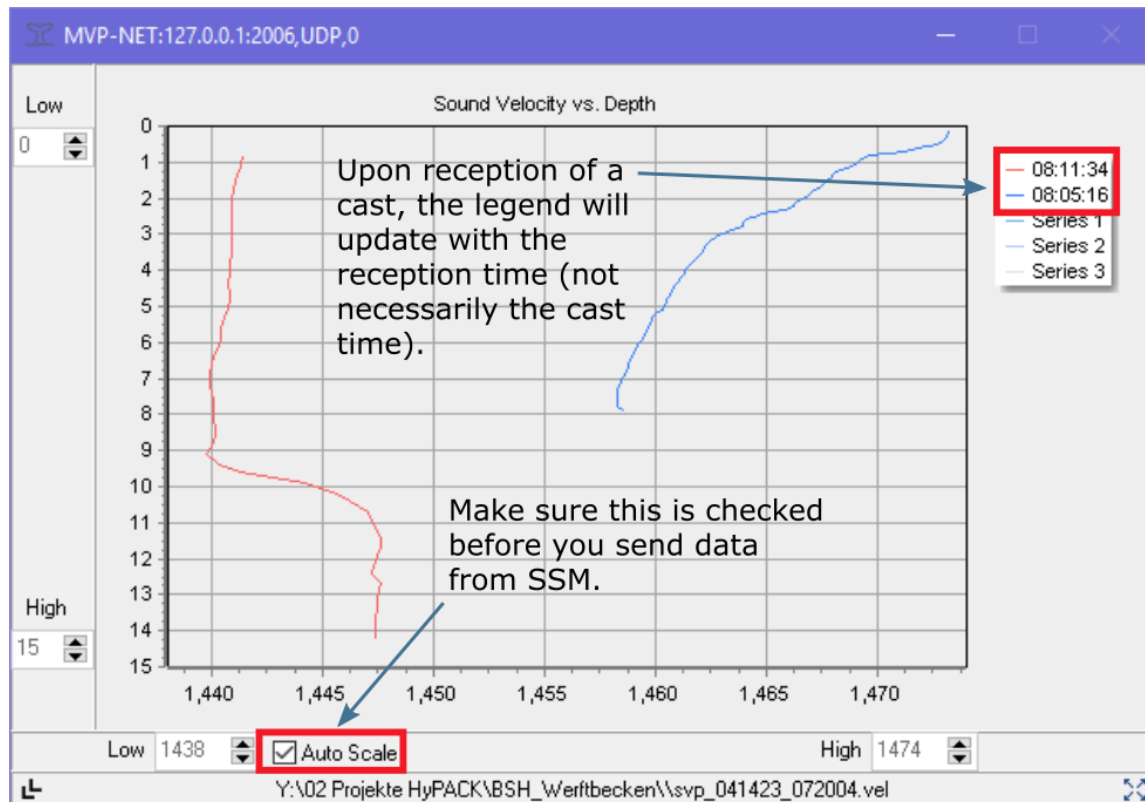 MVP-NET:127.0.0.1:2006,UDP,0
Low
0
Sound Velocity vs. Depth
0
1
2
3
4
5
6
7
8
9
10
11
12
13
14
15
Upon reception of a
cast, the legend will
update with the
reception time (not
necessarily the cast
time).
08:11:34
08:05:16
Series 1
Series 2
Series 3
Make sure this is checked
before you send data
from SSM.
High
15
1,440
1,445
1,450
1,455
1,460
1,465
1,470
Low 1438 Auto Scale High 1474
Y:\02 Projekte HyPACK\BSH_Werftbecken\\svp_041423_072004.vel